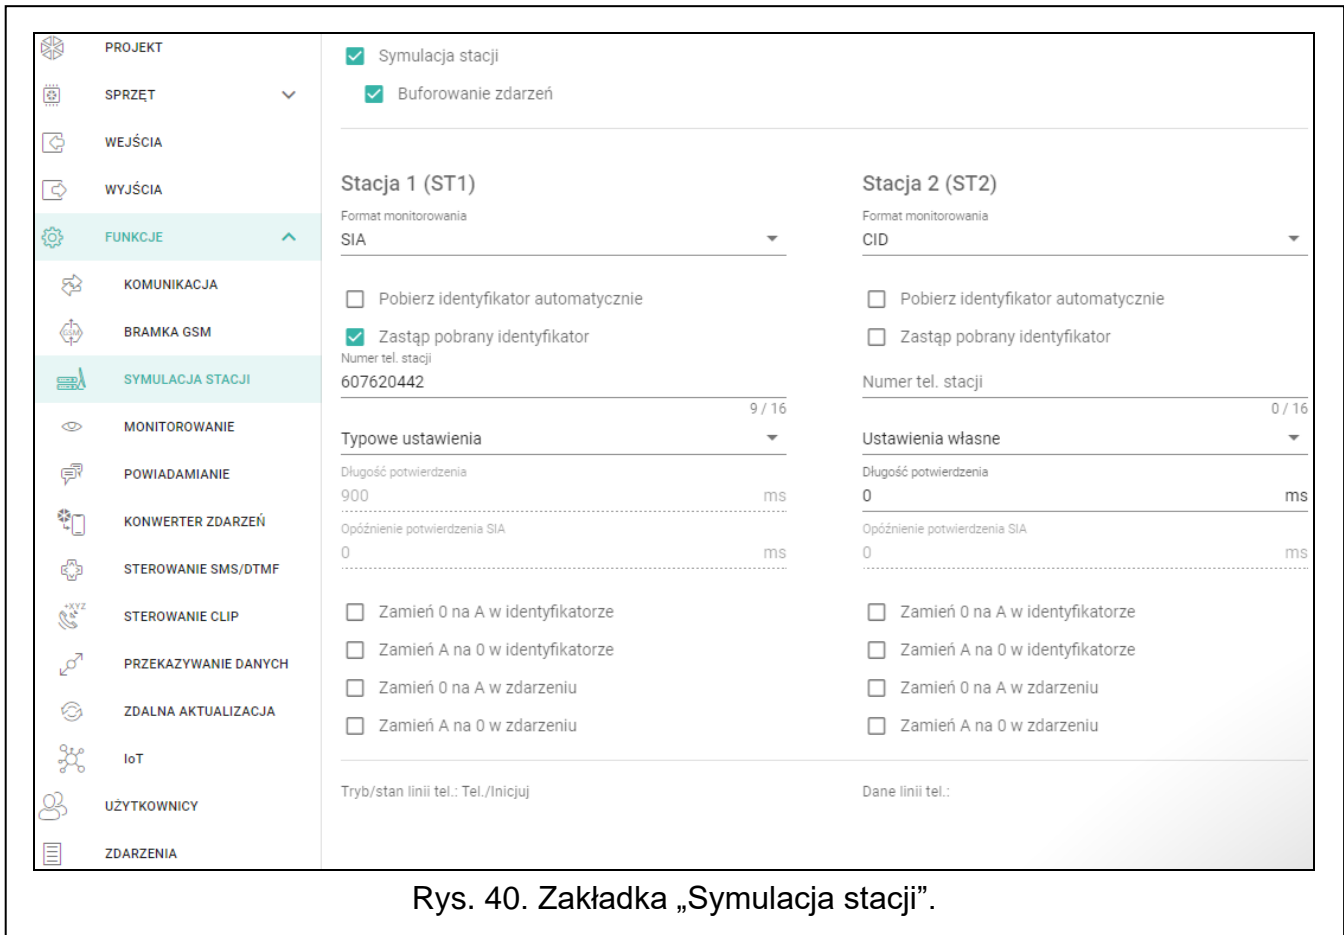 PROJEKT
SPRZĘT
WEJŚCIA
WYJŚCIA
FUNKCJE
KOMUNIKACJA
BRAMKA GSM
SYMULACJA STACJI
MONITOROWANIE
POWIADAMIANIE
KONWERTER ZDARZEŃ
STEROWANIE SMS/DTMF
+XYZ
STEROWANIE CLIP
PRZEKAZYWANIE DANYCH
ZDALNA AKTUALIZACJA
IoT
UŻYTKOWNICY
ZDARZENIA
Symulacja stacji
Buforowanie zdarzeń
Stacja 1 (ST1)
Format monitorowania
SIA
Pobierz identyfikator automatycznie
Zastąp pobrany identyfikator
Numer tel. stacji
607620442
9 / 16
Typowe ustawienia
Długość potwierdzenia
900 ms
Opóźnienie potwierdzenia SIA
0 ms
Zamień 0 na A w identyfikatorze
Zamień A na 0 w identyfikatorze
Zamień 0 na A w zdarzeniu
Zamień A na 0 w zdarzeniu
Tryb/stan linii tel.: Tel./Inicjuj
Stacja 2 (ST2)
Format monitorowania
CID
Pobierz identyfikator automatycznie
Zastąp pobrany identyfikator
Numer tel. stacji
0 / 16
Ustawienia własne
Długość potwierdzenia
0 ms
Opóźnienie potwierdzenia SIA
0 ms
Zamień 0 na A w identyfikatorze
Zamień A na 0 w identyfikatorze
Zamień 0 na A w zdarzeniu
Zamień A na 0 w zdarzeniu
Dane linii tel.:
Rys. 40. Zakładka „Symulacja stacji”.